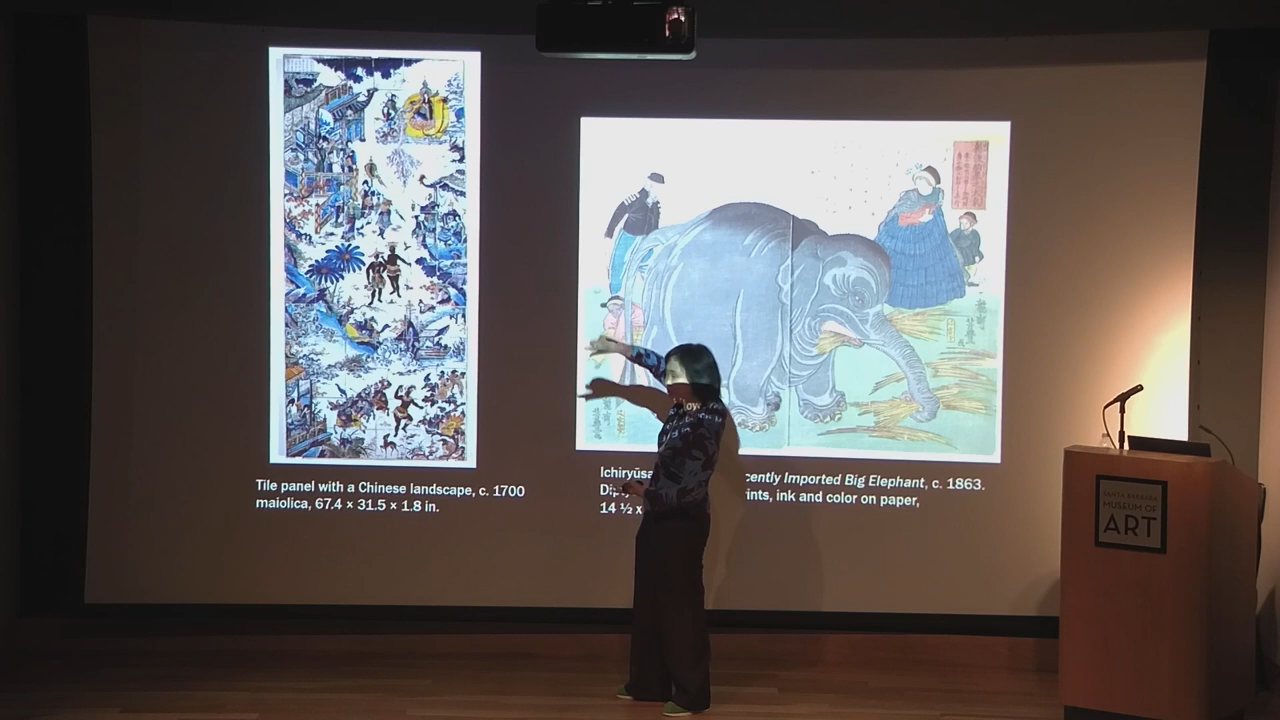 Tile panel with a Chinese landscape, c. 1700
maiolica, 67.4 × 31.5 × 1.8 in.
Ichiryūsa
cently Imported Big Elephant, c. 1863.
rints, ink and color on paper,
14 ½ x
SANTA BARBARA
MUSEUM OF
ART